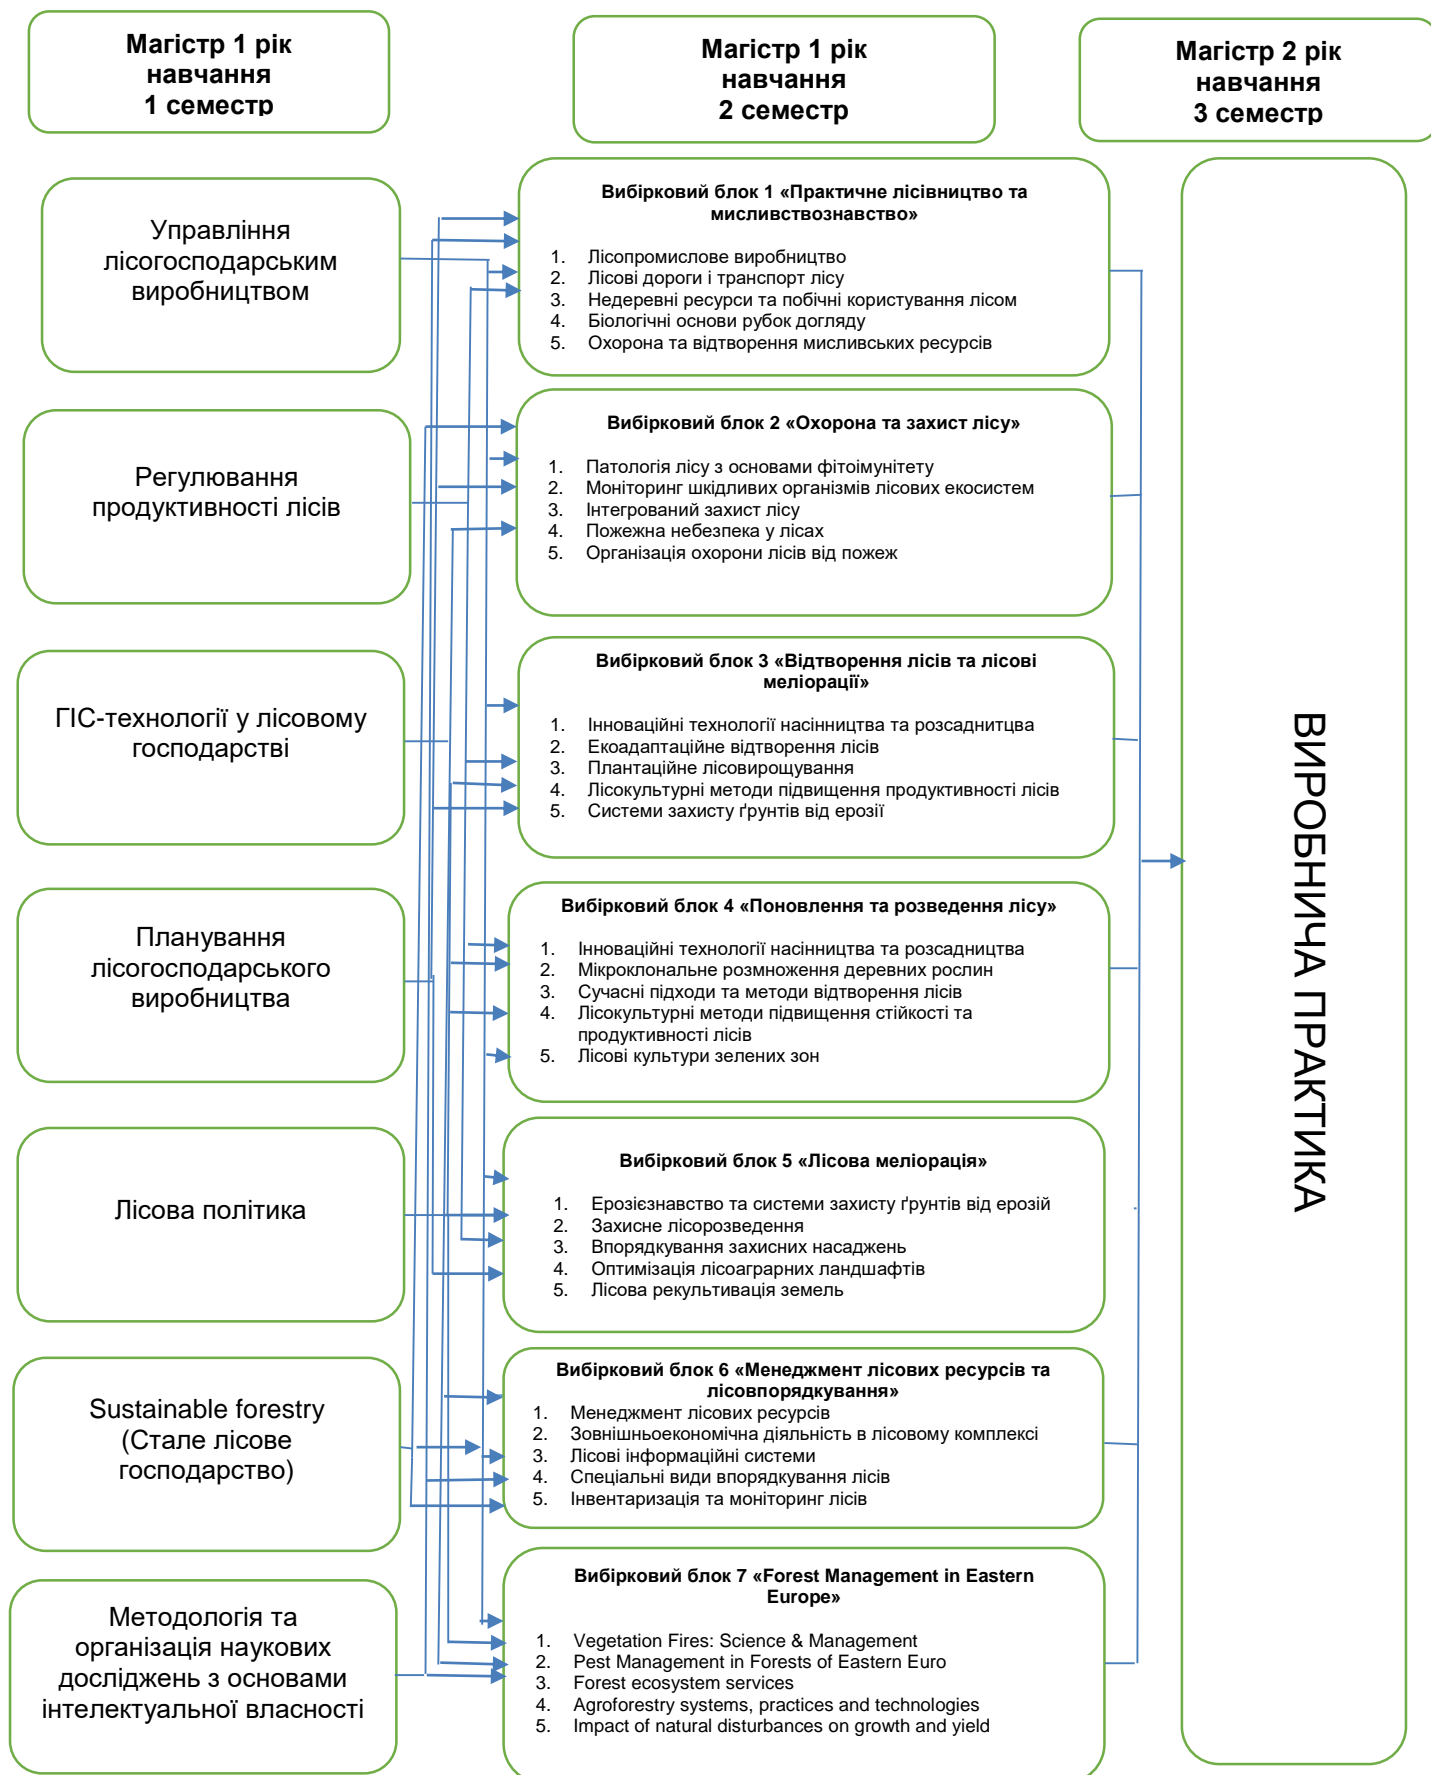 Магістр 1 рік
навчання
1 семестр
Магістр 1 рік
навчання
2 семестр
Магістр 2 рік
навчання
3 семестр
Управління
лісогосподарським
виробництвом
Регулювання
продуктивності лісів
ГІС-технології у лісовому
господарстві
Планування
лісогосподарського
виробництва
Лісова політика
Sustainable forestry
(Стале лісове
господарство)
Методологія та
організація наукових
досліджень з основами
інтелектуальної власності
Вибірковий блок 1 «Практичне лісівництво та
мисливствознавство»
1. Лісопромислове виробництво
2. Лісові дороги і транспорт лісу
3. Недеревні ресурси та побічні користування лісом
4. Біологічні основи рубок догляду
5. Охорона та відтворення мисливських ресурсів
Вибірковий блок 2 «Охорона та захист лісу»
1. Патологія лісу з основами фітоімунітету
2. Моніторинг шкідливих організмів лісових екосистем
3. Інтегрований захист лісу
4. Пожежна небезпека у лісах
5. Організація охорони лісів від пожеж
Вибірковий блок 3 «Відтворення лісів та лісові
меліорації»
1. Інноваційні технології насінництва та розсаднитцва
2. Екоадаптаційне відтворення лісів
3. Плантаційне лісовирощування
4. Лісокультурні методи підвищення продуктивності лісів
5. Системи захисту ґрунтів від ерозії
Вибірковий блок 4 «Поновлення та розведення лісу»
1. Інноваційні технології насінництва та розсадництва
2. Мікроклональне розмноження деревних рослин
3. Сучасні підходи та методи відтворення лісів
4. Лісокультурні методи підвищення стійкості та
продуктивності лісів
5. Лісові культури зелених зон
Вибірковий блок 5 «Лісова меліорація»
1. Ерозієзнавство та системи захисту ґрунтів від ерозій
2. Захисне лісорозведення
3. Впорядкування захисних насаджень
4. Оптимізація лісоаграрних ландшафтів
5. Лісова рекультивація земель
Вибірковий блок 6 «Менеджмент лісових ресурсів та
лісовпорядкування»
1. Менеджмент лісових ресурсів
2. Зовнішньоекономічна діяльність в лісовому комплексі
3. Лісові інформаційні системи
4. Спеціальні види впорядкування лісів
5. Інвентаризація та моніторинг лісів
Вибірковий блок 7 «Forest Management in Eastern
Europe»
1. Vegetation Fires: Science & Management
2. Pest Management in Forests of Eastern Euro
3. Forest ecosystem services
4. Agroforestry systems, practices and technologies
5. Impact of natural disturbances on growth and yield
ВИРОБНИЧА ПРАКТИКА